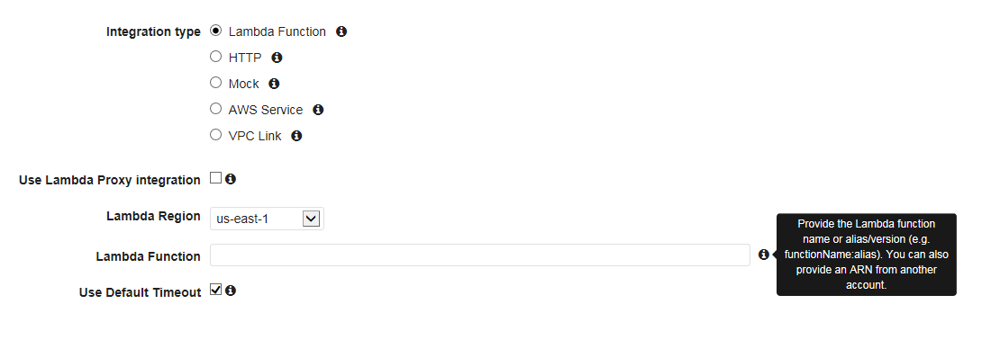 Integration type Lambda Function
HTTP
Mock
AWS Service
VPC Link
Use Lambda Proxy integration
Lambda Region us-east-1
Lambda Function
Provide the Lambda function
name or alias/version (e.g.
functionName:alias). You can also
provide an ARN from another
account.
Use Default Timeout